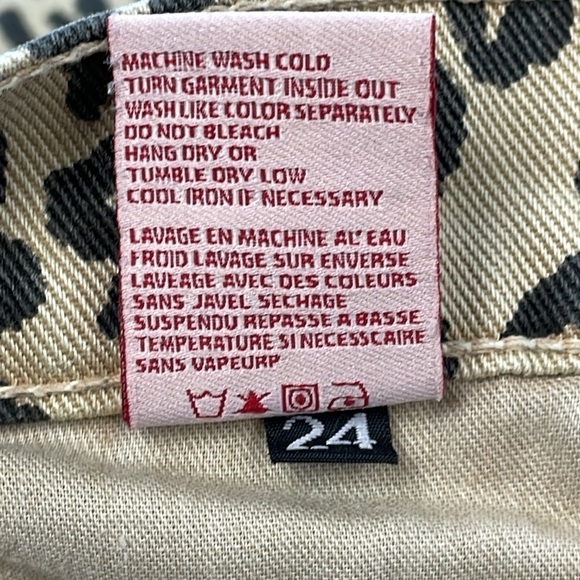 MACHINE WASH COLD
TURN GARMENT INSIDE OUT
WASH LIKE COLOR SEPARATELY
DO NOT BLEACH
HANG DRY OR
TUMBLE DRY LOW
COOL IRON IF NECESSARY
LAVAGE EN MACHINE AL' EAU
FROID LAVAGE SUR ENVERSE
LAVEAGE AVEC DES COLEURS
SANS JAVEL SECHAGE
SUSPENDU REPASSE A BASSE
TEMPERATURE SI NECESSCAIRE
SANS VAPEURP
24